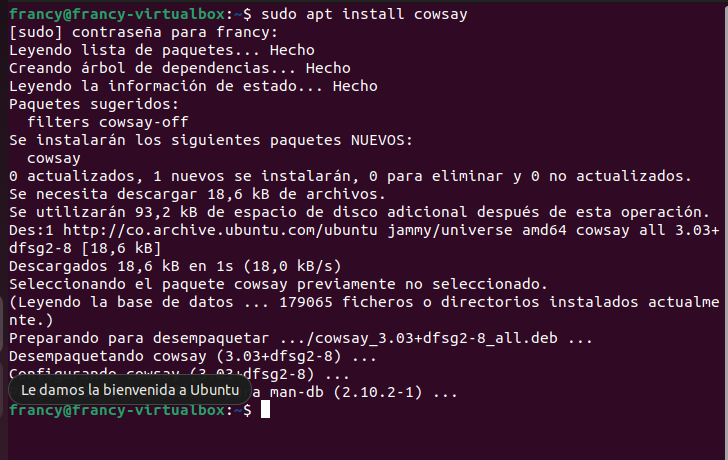 francy@francy-virtualbox:~$ sudo apt install cowsay
[sudo] contraseña para francy:
Leyendo lista de paquetes... Hecho
Creando árbol de dependencias... Hecho
Leyendo la información de estado... Hecho
Paquetes sugeridos:
  filters cowsay-off
Se instalarán los siguientes paquetes NUEVOS:
  cowsay
0 actualizados, 1 nuevos se instalarán, 0 para eliminar y 0 no actualizados.
Se necesita descargar 18,6 kB de archivos.
Se utilizarán 93,2 kB de espacio de disco adicional después de esta operación.
Des:1 http://co.archive.ubuntu.com/ubuntu jammy/universe amd64 cowsay all 3.03+
dfsg2-8 [18,6 kB]
Descargados 18,6 kB en 1s (18,0 kB/s)
Seleccionando el paquete cowsay previamente no seleccionado.
(Leyendo la base de datos ... 179065 ficheros o directorios instalados actualme
nte.)
Preparando para desempaquetar .../cowsay_3.03+dfsg2-8_all.deb ...
Desempaquetando cowsay (3.03+dfsg2-8) ...
Configurando cowsay (3.03+dfsg2-8) ...
Le damos la bienvenida a Ubuntu
a man-db (2.10.2-1) ...
francy@francy-virtualbox:~$